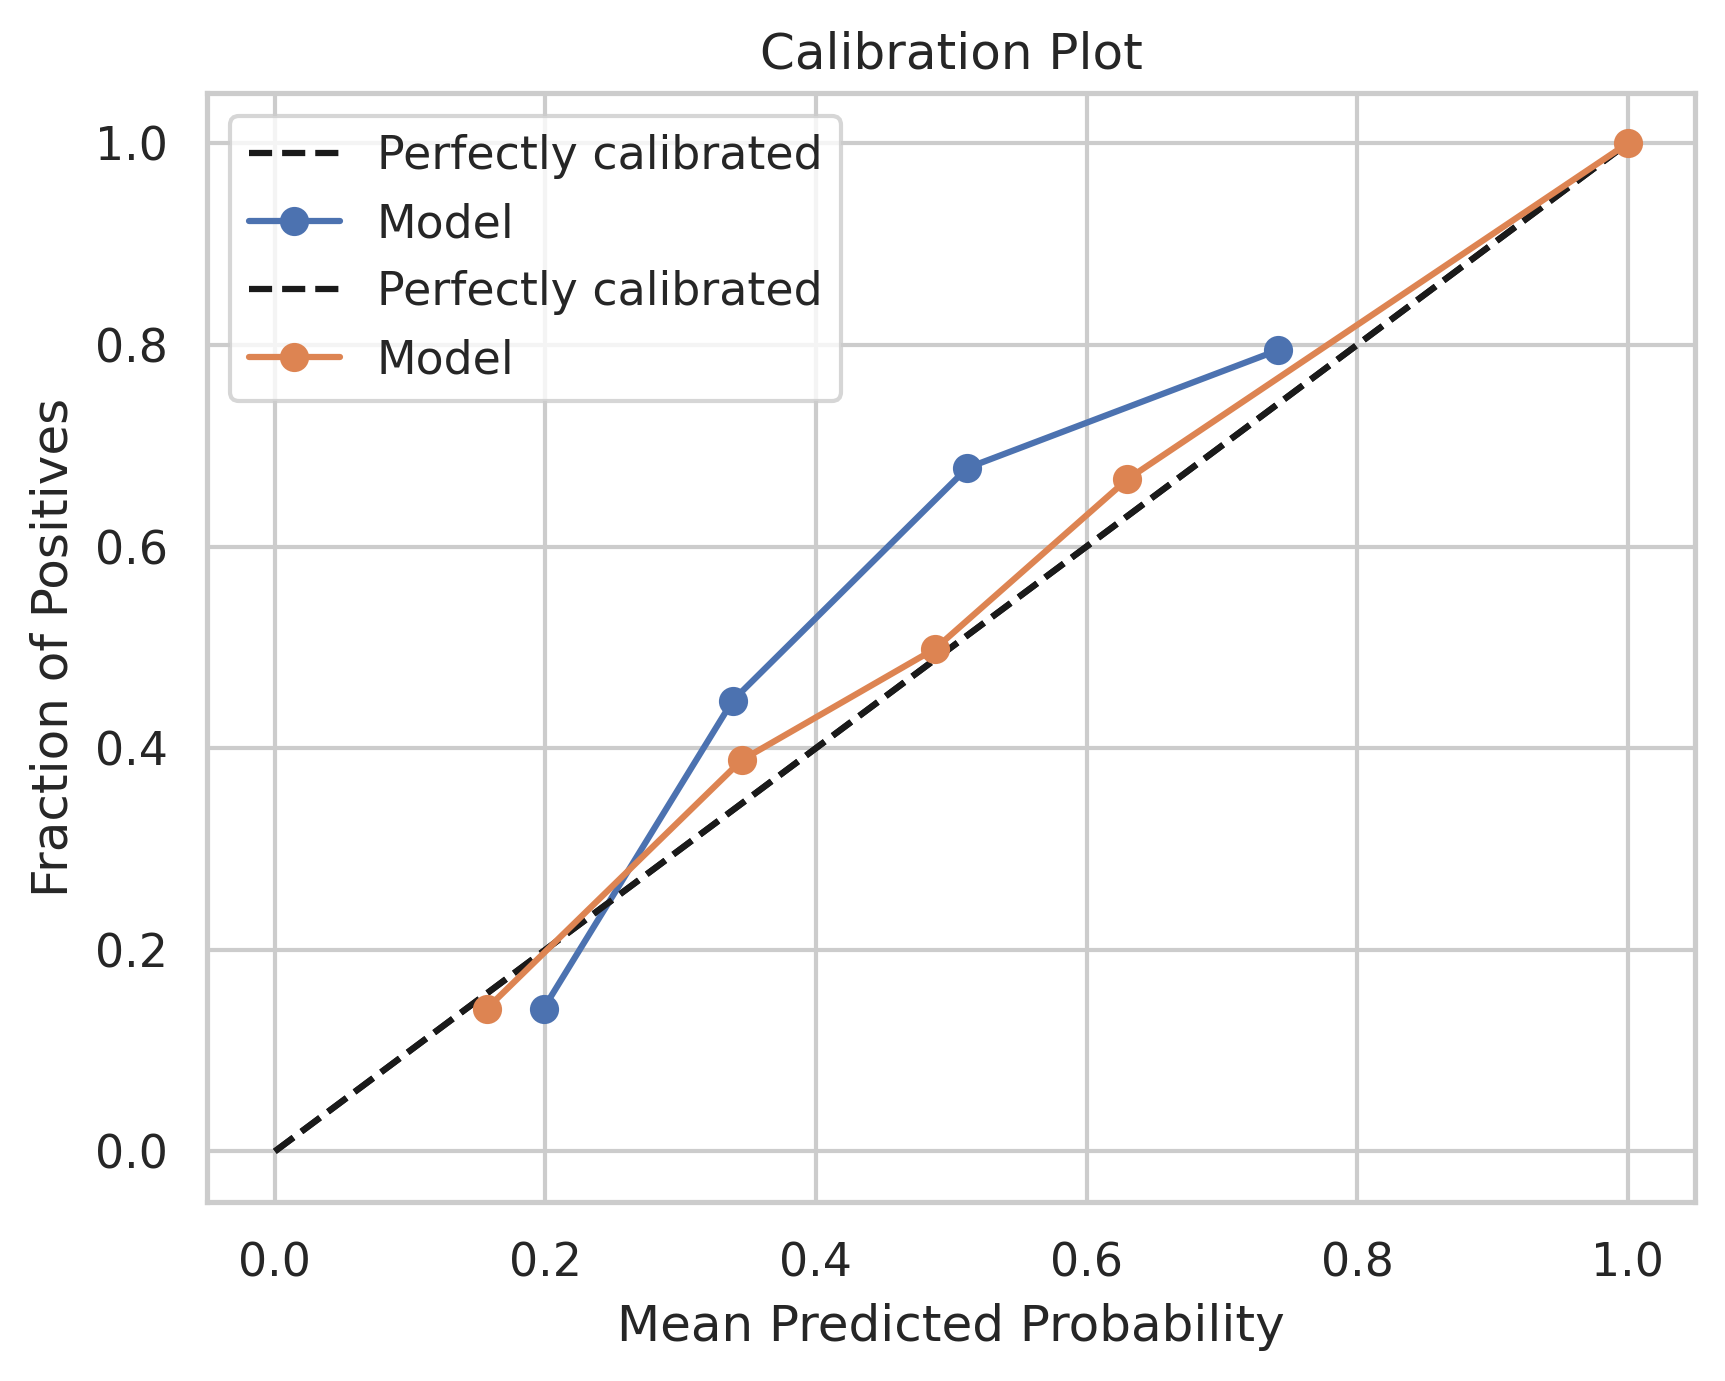 Calibration Plot
Perfectly calibrated
Model
Perfectly calibrated
Model
1.0
0.8
0.6
0.4
0.2
0.0
Fraction of Positives
0.0 0.2 0.4 0.6 0.8 1.0
Mean Predicted Probability